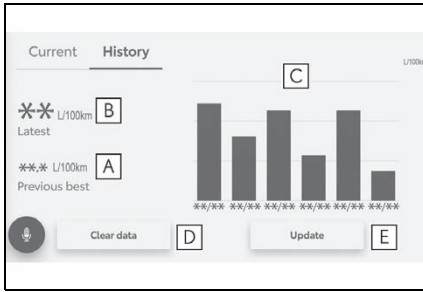 Current History
L/100km
C
** L/100km B
Latest
**.* L/100km A
Previous best
**/** **/** **/** **/** **/** **/**
Clear data D Update E